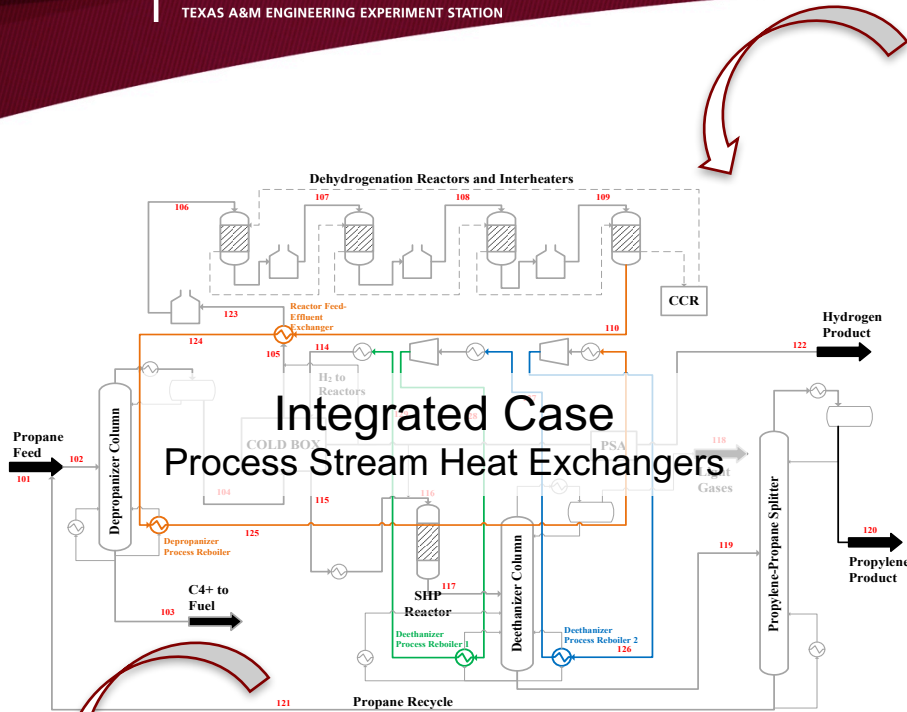 TEXAS A&M ENGINEERING EXPERIMENT STATION
Dehydrogenation Reactors and Interheaters
106
107
108
109
CCR
123
Reactor Feed-
Effluent
Exchanger
110
124
105
114
122
Hydrogen
Product
H2 to
Reactors
Integrated Case
Process Stream Heat Exchangers
COLD BOX
PSA
118
Gases
Propane
Feed
101
102
Depropanizer Column
104
115
116
125
Depropanizer
Process Reboiler
C4+ to
Fuel
103
SHP
Reactor
117
Deethanizer Column
Deethanizer
Process Reboiler 1
Deethanizer
Process Reboiler 2
126
119
Propylene-Propane Splitter
120
Propylene
Product
121
Propane Recycle